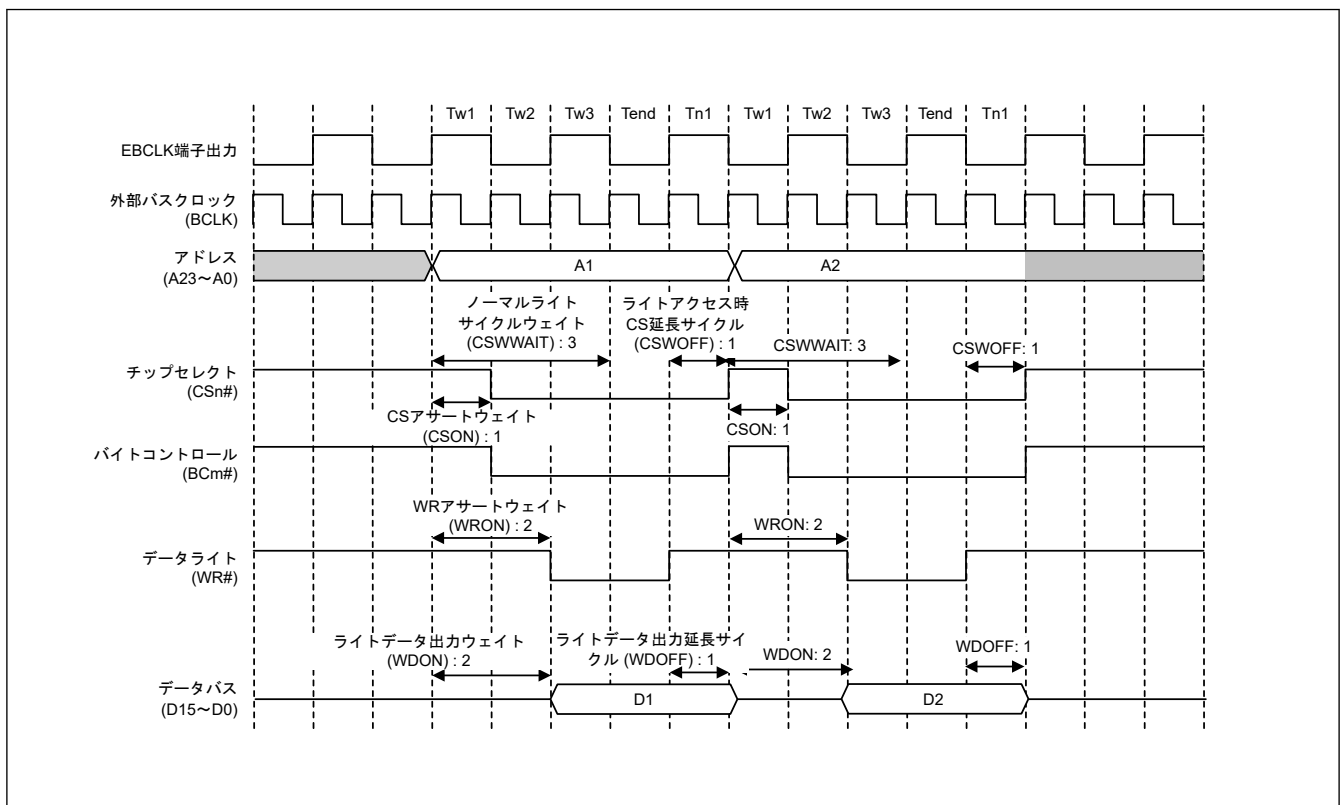 Tw1 Tw2 Tw3 Tend Tn1 Tw1 Tw2 Tw3 Tend Tn1
EBCLK端子出力
外部バスクロック
(BCLK)
アドレス
(A23～A0)
A1
A2
ノーマルライト
サイクルウェイト
(CSWWAIT) : 3
ライトアクセス時
CS延長サイクル
(CSWOFF) : 1
CSWWAIT: 3
CSWOFF: 1
チップセレクト
(CSn#)
CSアサートウェイト
(CSON) : 1
CSON: 1
バイトコントロール
(BCm#)
WRアサートウェイト
(WRON) : 2
WRON: 2
データライト
(WR#)
ライトデータ出力ウェイト
(WDON) : 2
ライトデータ出力延長サイ
クル (WDOFF) : 1
WDON: 2
WDOFF: 1
データバス
(D15～D0)
D1
D2